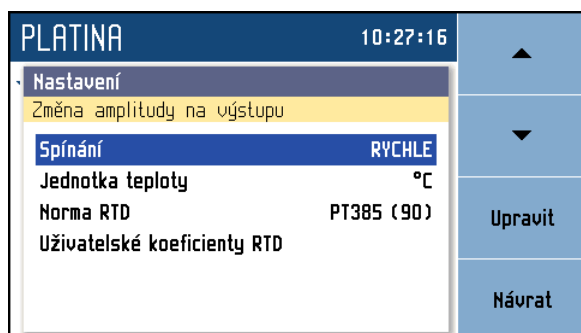 PLATINA 10:27:16
Nastavení
Změna amplitudy na výstupu
Spínání RYCHLE
Jednotka teploty °C
Norma RTD PT385 (90)
Uživatelské koeficienty RTD
Upravit
Návrat